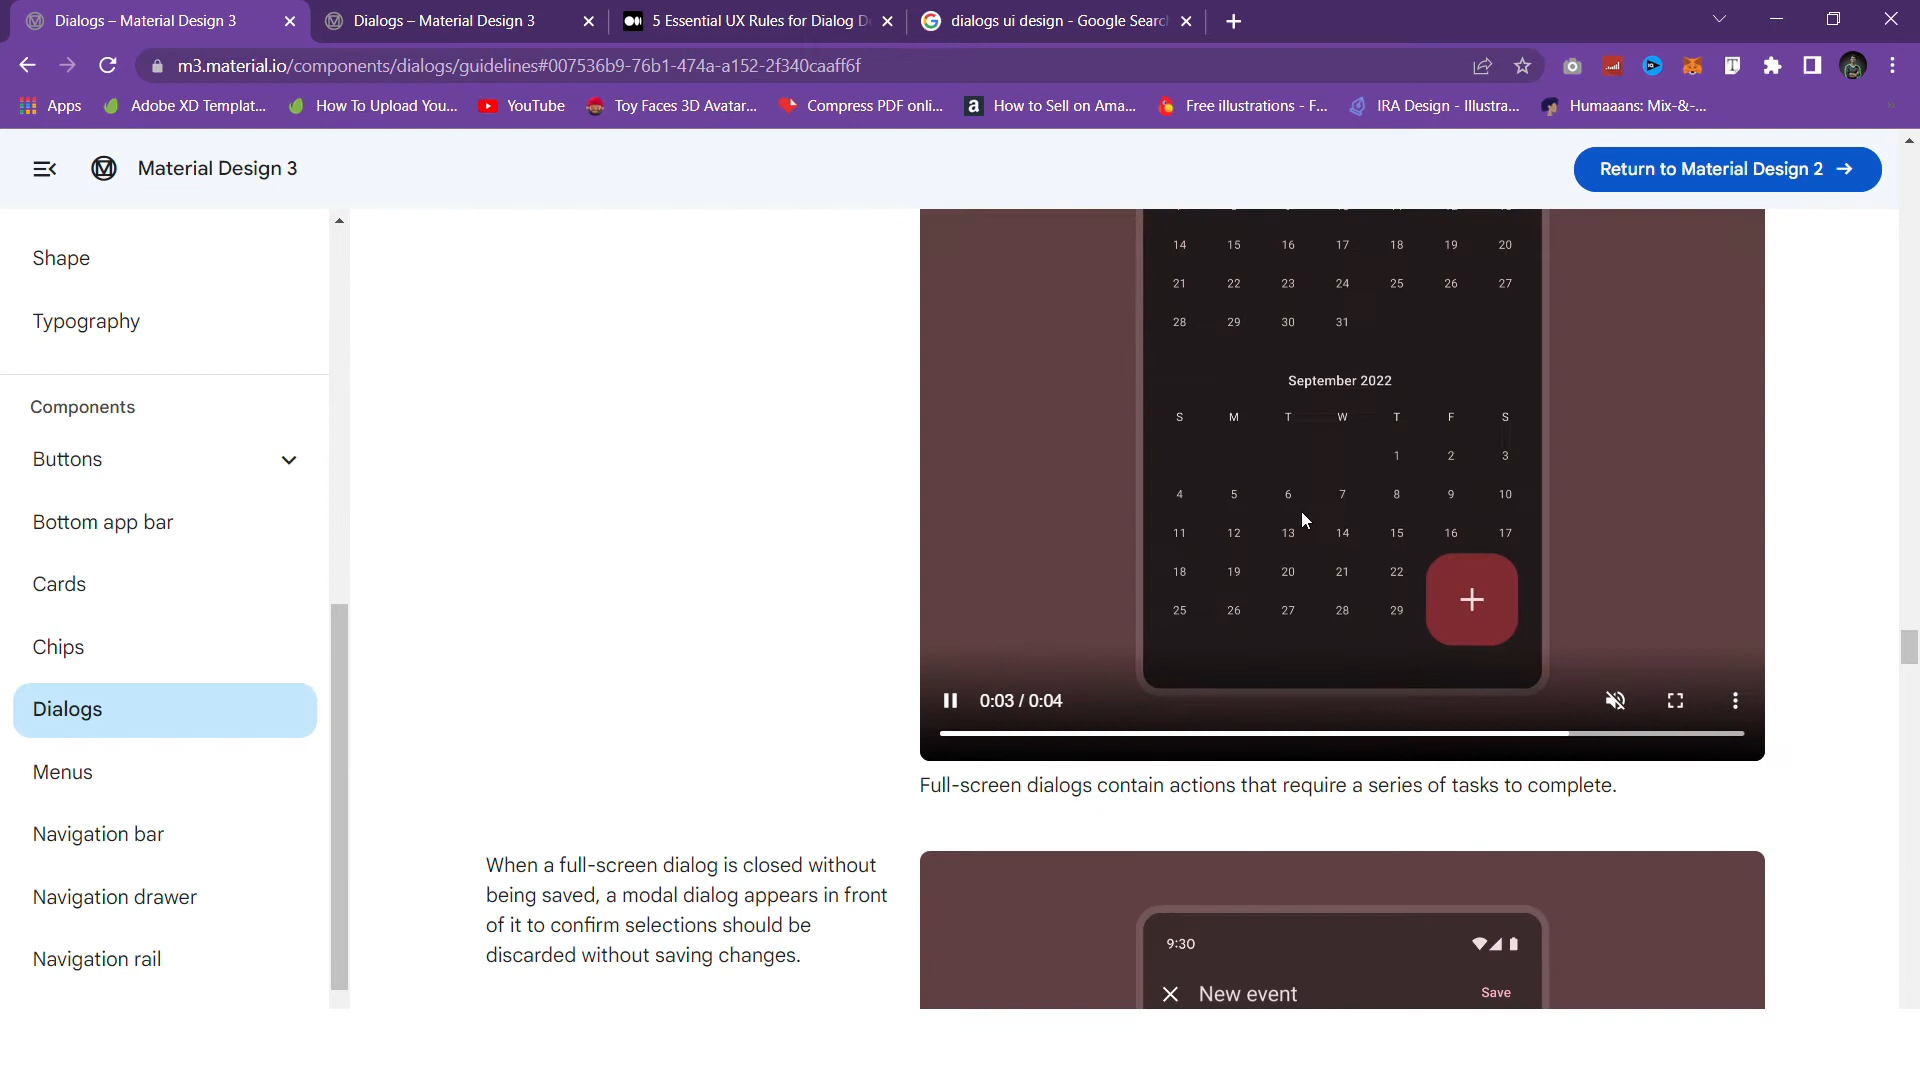 Dialogs – Material Design 3
Dialogs – Material Design 3
5 Essential UX Rules for Dialog D
dialogs ui design - Google Searc
m3.material.io/components/dialogs/guidelines#007536b9-76b1-474a-a152-2f340caaff6f
Apps
Adobe XD Templat...
How To Upload You...
YouTube
Toy Faces 3D Avatar...
Compress PDF onli...
How to Sell on Ama...
Free illustrations - F...
IRA Design - Illustra...
Humaaans: Mix-&-...
Material Design 3
Return to Material Design 2
Shape
Typography
Components
Buttons
Bottom app bar
Cards
Chips
Dialogs
Menus
Navigation bar
Navigation drawer
Navigation rail
14 15 16 17 18 19 20
21 22 23 24 25 26 27
28 29 30 31
September 2022
S M T W T F S
1 2 3
4 5 6 7 8 9 10
11 12 13 14 15 16 17
18 19 20 21 22
25 26 27 28 29
0:03 / 0:04
Full-screen dialogs contain actions that require a series of tasks to complete.
When a full-screen dialog is closed without
being saved, a modal dialog appears in front
of it to confirm selections should be
discarded without saving changes.
9:30
New event
Save